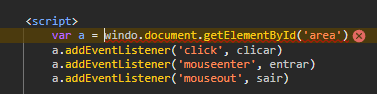 <script>
var a = windo.document.getElementById('area')
a.addEventListener('click', clicar)
a.addEventListener('mouseenter', entrar)
a.addEventListener('mouseout', sair)